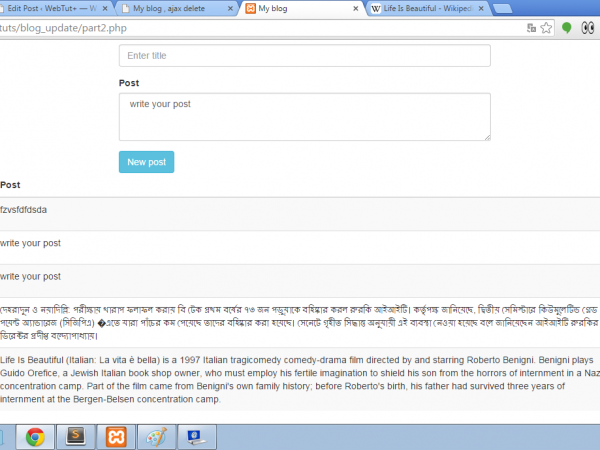 Edit Post ‹ WebTut+ — W
My blog , ajax delete
My blog
Life Is Beautiful - Wikipedi
tuts/blog_update/part2.php
Enter title
Post
write your post
New post
Post
fzvsfdfdsda
write your post
write your post
দেহরাদুন ও নয়াদিল্লি: পরীক্ষায় খারাপ ফলাফল করায় বি টেক প্রথম বর্ষের ৭৩ জন পড়ুয়াকে বহিষ্কার করল রুরকি আইআইটি। কর্তৃপক্ষ জানিয়েছে, দ্বিতীয় সেমিস্টারে কিউমুলেটিভ গ্রেড
পয়েন্ট অ্যাভারেজ (সিজিপিএ) �এতে যারা পাঁচের কম পেয়েছে তাদের বহিষ্কার করা হয়েছে। সেনেটে গৃহীত সিদ্ধান্ত অনুযায়ী এই ব্যবস্থা নেওয়া হয়েছে বলে জানিয়েছেন আইআইটি রুরকির
ডিরেক্টর প্রদীপ্ত বন্দ্যোপাধ্যায়।
Life Is Beautiful (Italian: La vita è bella) is a 1997 Italian tragicomedy comedy-drama film directed by and starring Roberto Benigni. Benigni plays
Guido Orefice, a Jewish Italian book shop owner, who must employ his fertile imagination to shield his son from the horrors of internment in a Naz
concentration camp. Part of the film came from Benigni's own family history; before Roberto's birth, his father had survived three years of
internment at the Bergen-Belsen concentration camp.